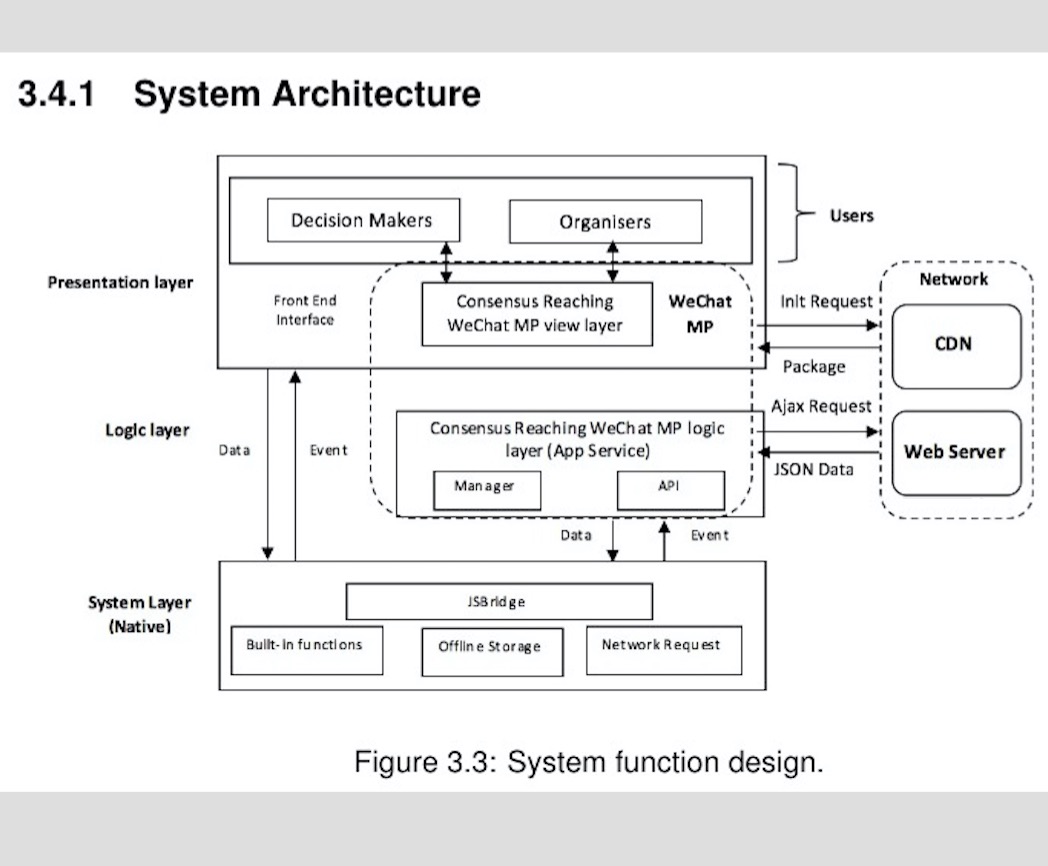 3.4.1 System Architecture
Decision Makers
Organisers
Users
Presentation layer
Front End
Interface
Consensus Reaching
WeChat MP view layer
WeChat
MP
Init Request
Package
Network
CDN
Logic layer
Data
Event
Consensus Reaching WeChat MP logic
layer (App Service)
Manager
API
Ajax Request
JSON Data
Web Server
Data
Event
System Layer
(Native)
JSBridge
Built-in functions
Offline Storage
Network Request
Figure 3.3: System function design.